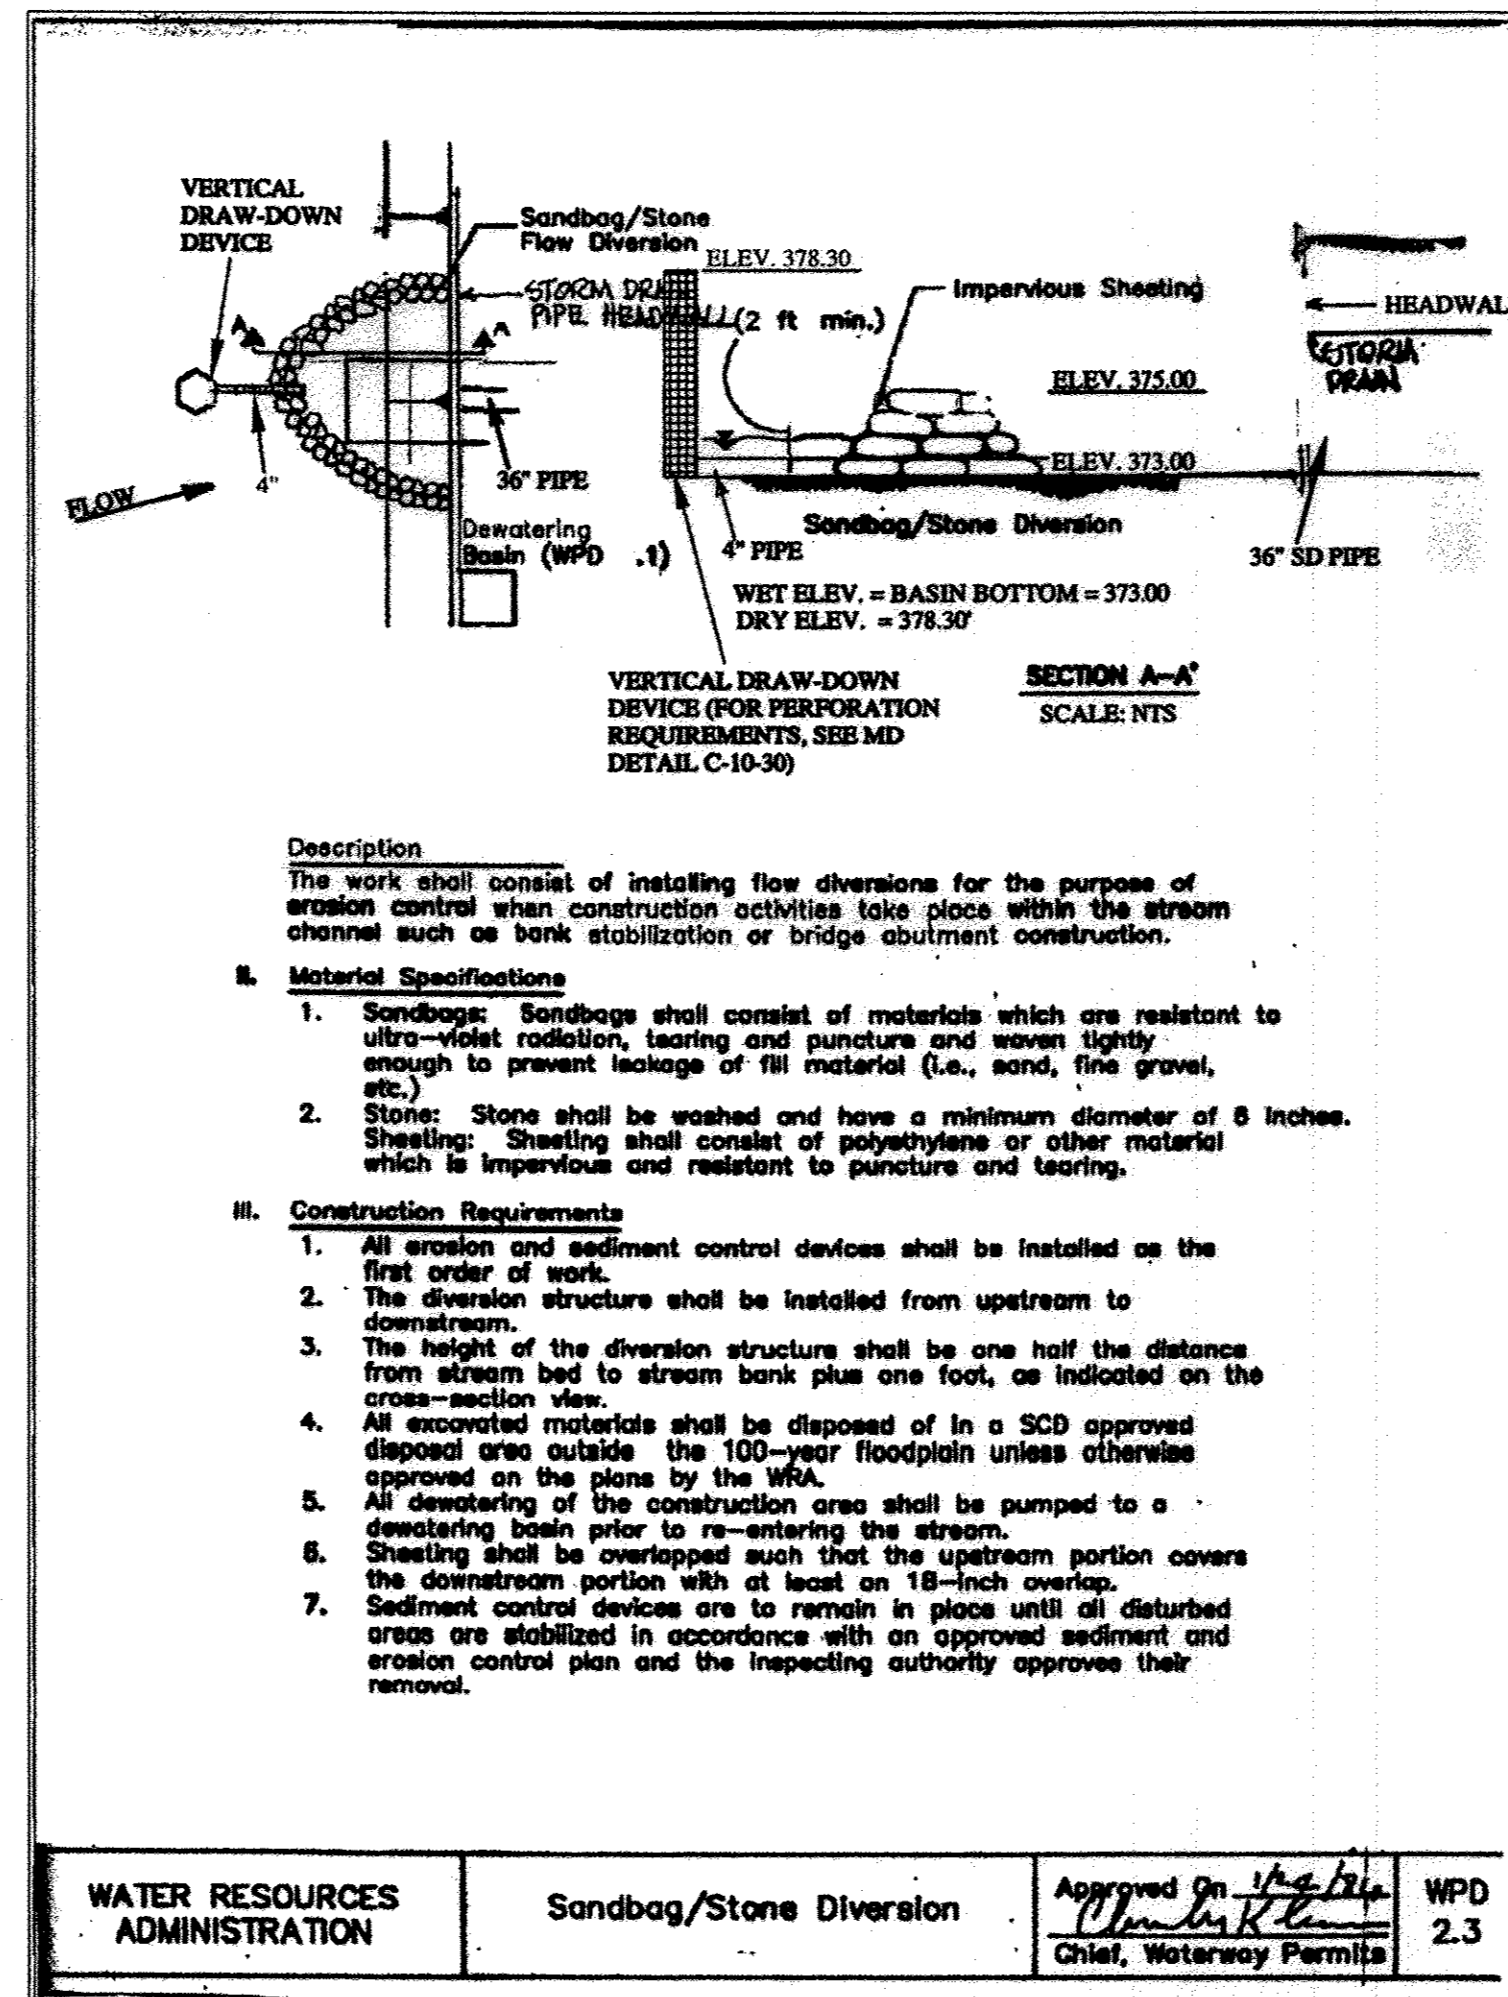 VERTICAL
DRAW-DOWN
DEVICE
Sandbag/Stone
Flow Diversion
STORM DRAIN
PIPE HEADWALL
A
A
4"
FLOW
36" PIPE
Dewatering
Basin (WPD .1)
ELEV. 378.30
(2 ft min.)
Impervious Sheeting
ELEV. 375.00
ELEV. 373.00
HEADWAL
STORM
DRAIN
Sandbag/Stone Diversion
4" PIPE
36" SD PIPE
WET ELEV. = BASIN BOTTOM = 373.00
DRY ELEV. = 378.30'
VERTICAL DRAW-DOWN
DEVICE (FOR PERFORATION
REQUIREMENTS, SEE MD
DETAIL C-10-30)
SECTION A-A'
SCALE: NTS
Description
The work shall consist of installing flow diversions for the purpose of
erosion control when construction activities take place within the stream
channel such as bank stabilization or bridge abutment construction.
II. Material Specifications
1. Sandbags: Sandbags shall consist of materials which are resistant to
ultra-violet radiation, tearing and puncture and woven tightly
enough to prevent leakage of fill material (i.e., sand, fine gravel,
etc.)
2. Stone: Stone shall be washed and have a minimum diameter of 6 inches.
Sheeting: Sheeting shall consist of polyethylene or other material
which is impervious and resistant to puncture and tearing.
III. Construction Requirements
1. All erosion and sediment control devices shall be installed as the
first order of work.
2. The diversion structure shall be installed from upstream to
downstream.
3. The height of the diversion structure shall be one half the distance
from stream bed to stream bank plus one foot, as indicated on the
cross-section view.
4. All excavated materials shall be disposed of in a SCD approved
disposal area outside the 100-year floodplain unless otherwise
approved on the plans by the WRA.
5. All dewatering of the construction area shall be pumped to a
dewatering basin prior to re-entering the stream.
6. Sheeting shall be overlapped such that the upstream portion covers
the downstream portion with at least an 18-inch overlap.
7. Sediment control devices are to remain in place until all disturbed
areas are stabilized in accordance with an approved sediment and
erosion control plan and the inspecting authority approves their
removal.
WATER RESOURCES
ADMINISTRATION
Sandbag/Stone Diversion
Approved On
Chief, Waterway Permits
WPD
2.3